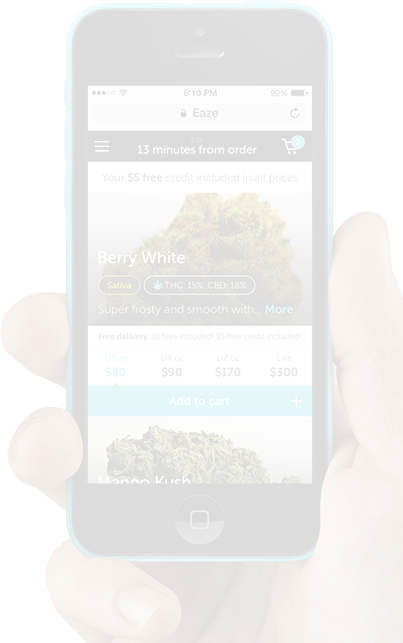 5:10 PM 92%
Eaze
13 minutes from order
Your $5 free credit included in all prices
Berry White
Sativa THC: 15%, CBD: 18%
Super frosty and smooth with... More
Free delivery, all fees included! $5 free credit included!
1/8 oz 1/4 oz 1/2 oz 1 oz
$50 $90 $170 $300
Add to cart +
Mango Kush